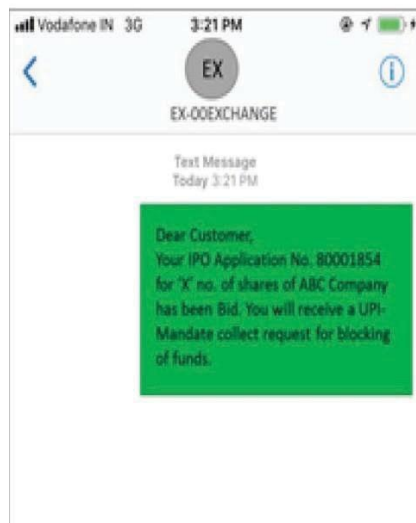 Vodafone IN 3G 3:21 PM
EX
EX-00EXCHANGE
Text Message
Today 3:21 PM
Dear Customer,
Your IPO Application No. 80001854
for 'X' no. of shares of ABC Company
has been Bid. You will receive a UPI-
Mandate collect request for blocking
of funds.